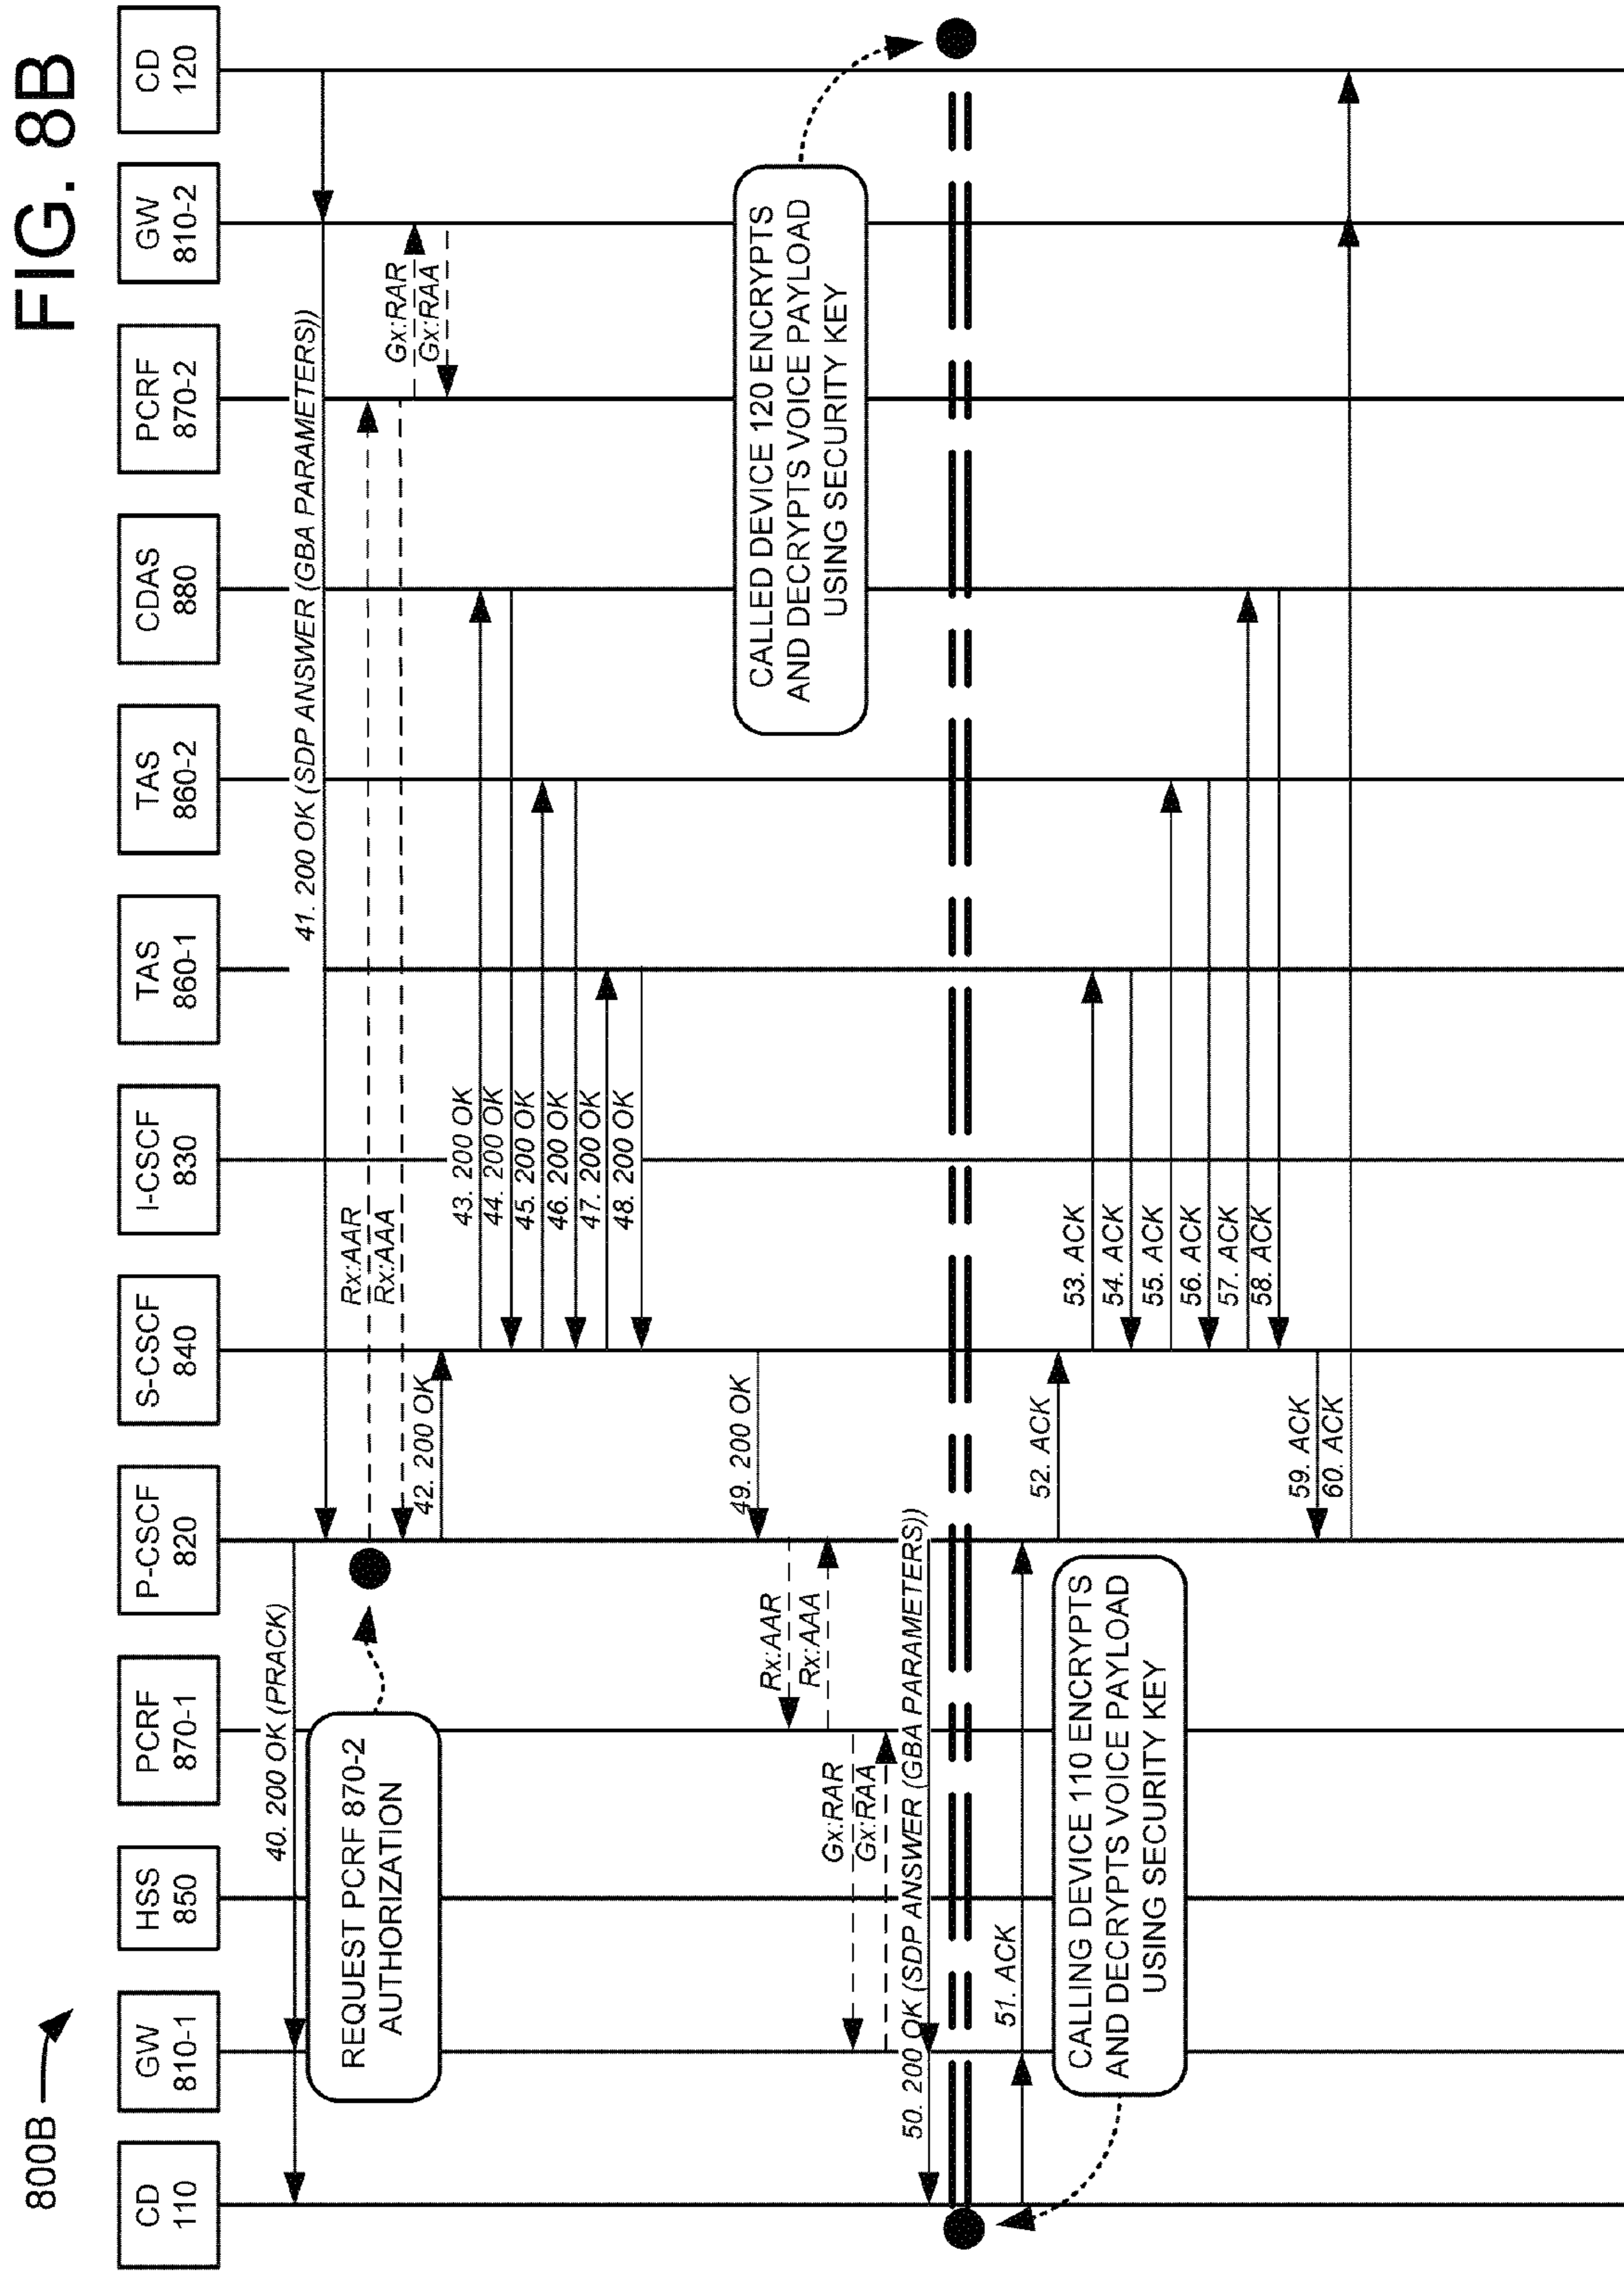 FIG. 8B
800B
CD
110
GW
810-1
HSS
850
PCRF
870-1
P-CSCF
820
S-CSCF
840
I-CSCF
830
TAS
860-1
TAS
860-2
CDAS
880
PCRF
870-2
GW
810-2
CD
120
40. 200 OK (PRACK)
41. 200 OK (SDP ANSWER (GBA PARAMETERS))
REQUEST PCRF 870-2
AUTHORIZATION
Rx:AAR
Rx:AAA
Gx:RAR
Gx:RAA
42. 200 OK
43. 200 OK
44. 200 OK
45. 200 OK
46. 200 OK
47. 200 OK
48. 200 OK
49. 200 OK
Rx:AAR
Rx:AAA
Gx:RAR
Gx:RAA
50. 200 OK (SDP ANSWER (GBA PARAMETERS))
CALLED DEVICE 120 ENCRYPTS
AND DECRYPTS VOICE PAYLOAD
USING SECURITY KEY
51. ACK
52. ACK
CALLING DEVICE 110 ENCRYPTS
AND DECRYPTS VOICE PAYLOAD
USING SECURITY KEY
53. ACK
54. ACK
55. ACK
56. ACK
57. ACK
58. ACK
59. ACK
60. ACK